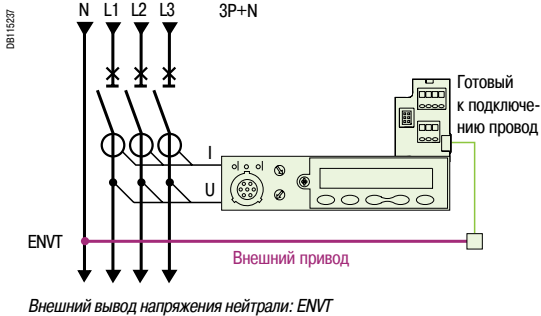 DB115237
N L1 L2 L3 3P+N
Готовый
к подключе-
нию провод
I
U
ENVT
Внешний привод
Внешний вывод напряжения нейтрали: ENVT